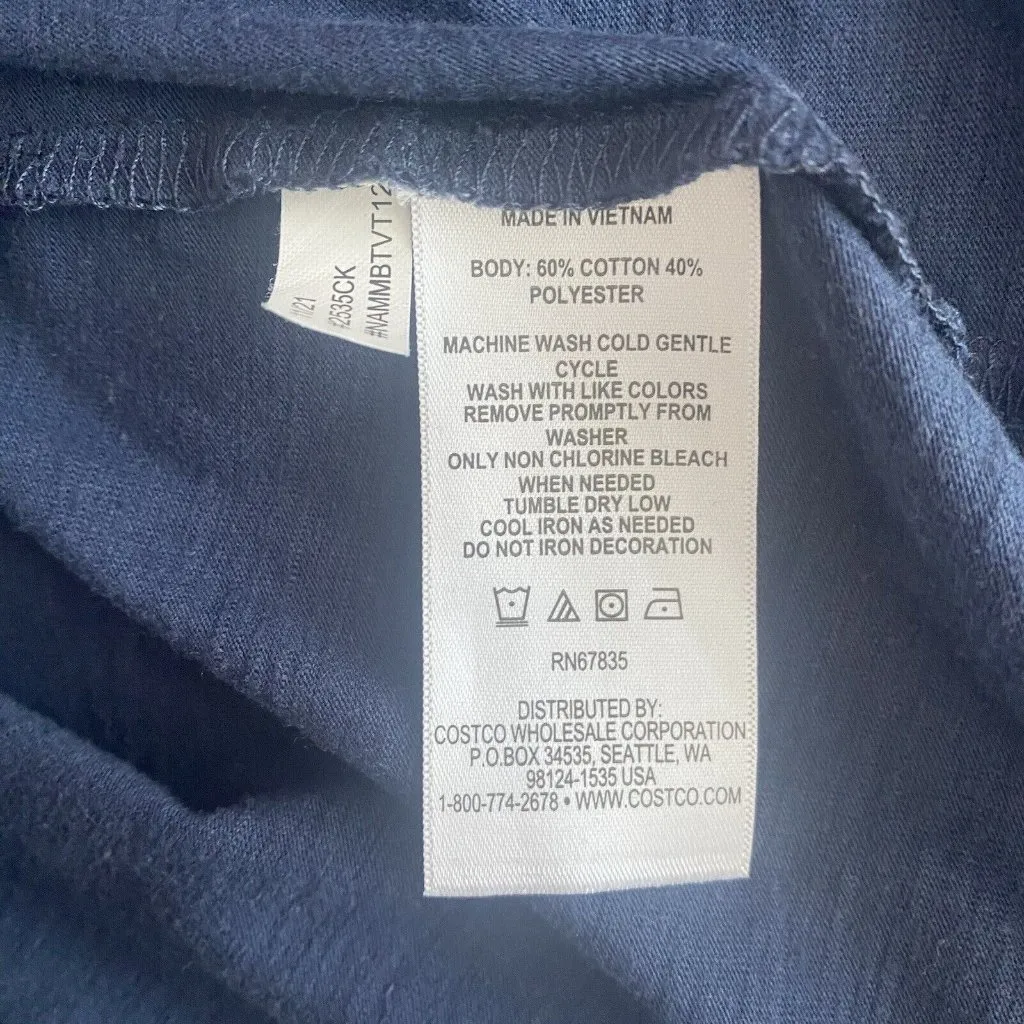 MADE IN VIETNAM
BODY: 60% COTTON 40%
POLYESTER
MACHINE WASH COLD GENTLE
CYCLE
WASH WITH LIKE COLORS
REMOVE PROMPTLY FROM
WASHER
ONLY NON CHLORINE BLEACH
WHEN NEEDED
TUMBLE DRY LOW
COOL IRON AS NEEDED
DO NOT IRON DECORATION
RN67835
DISTRIBUTED BY:
COSTCO WHOLESALE CORPORATION
P.O.BOX 34535, SEATTLE, WA
98124-1535 USA
1-800-774-2678 • WWW.COSTCO.COM
2535CK
#NAMMBTVT12